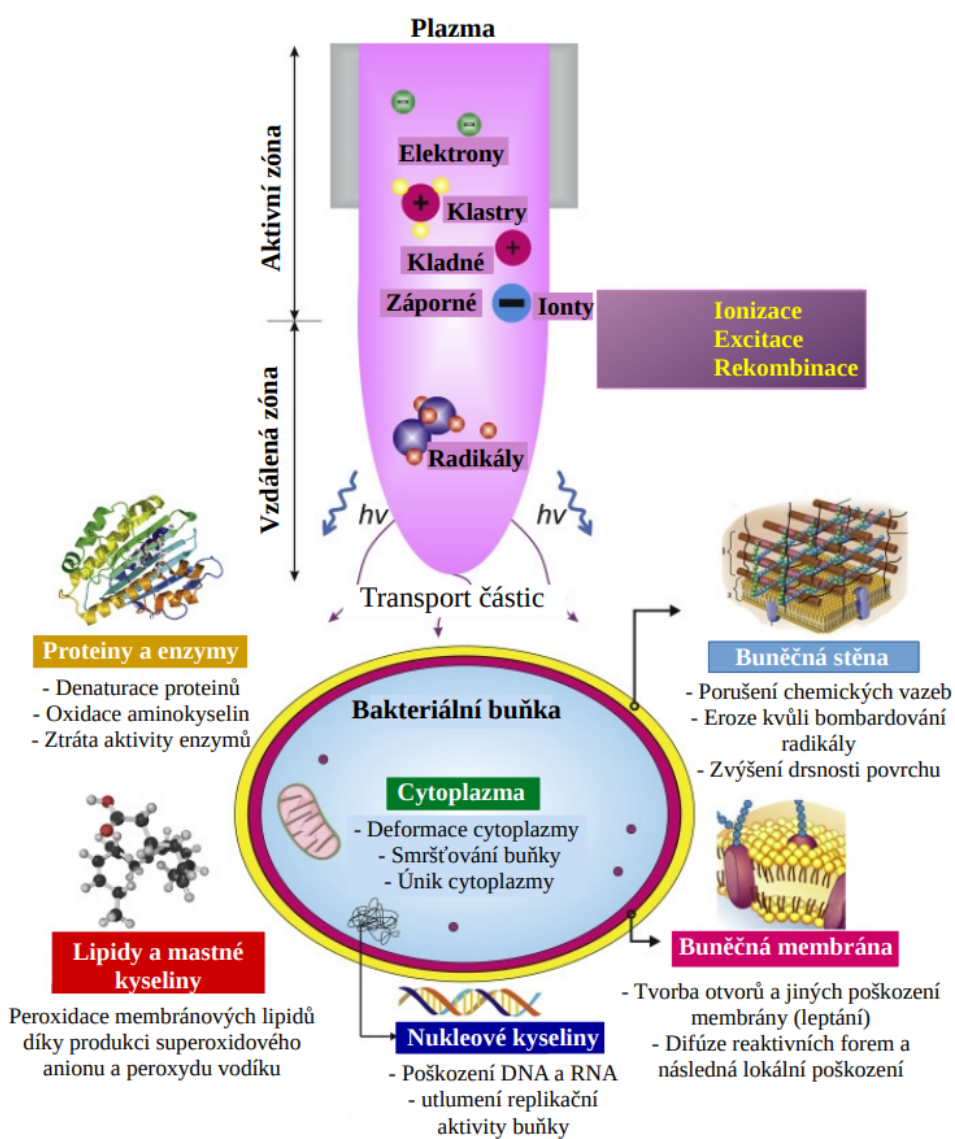 Plazma
Aktivní zóna
Elektrony
Klastry
Kladné
Záporné
Ionty
Ionizace
Excitace
Rekombinace
Vzdálená zóna
Radikály
hν
hν
Transport částic
Proteiny a enzymy
- Denaturace proteinů
- Oxidace aminokyselin
- Ztráta aktivity enzymů
Buněčná stěna
- Porušení chemických vazeb
- Eroze kvůli bombardování
radikály
- Zvýšení drsnosti povrchu
Bakteriální buňka
Cytoplazma
- Deformace cytoplazmy
- Smršťování buňky
- Únik cytoplazmy
Lipidy a mastné
kyseliny
Peroxidace membránových lipidů
díky produkci superoxidového
anionu a peroxydu vodíku
Buněčná membrána
- Tvorba otvorů a jiných poškození
membrány (leptání)
- Difúze reaktivních forem a
následná lokální poškození
Nukleové kyseliny
- Poškození DNA a RNA
- utlumení replikační
aktivity buňky